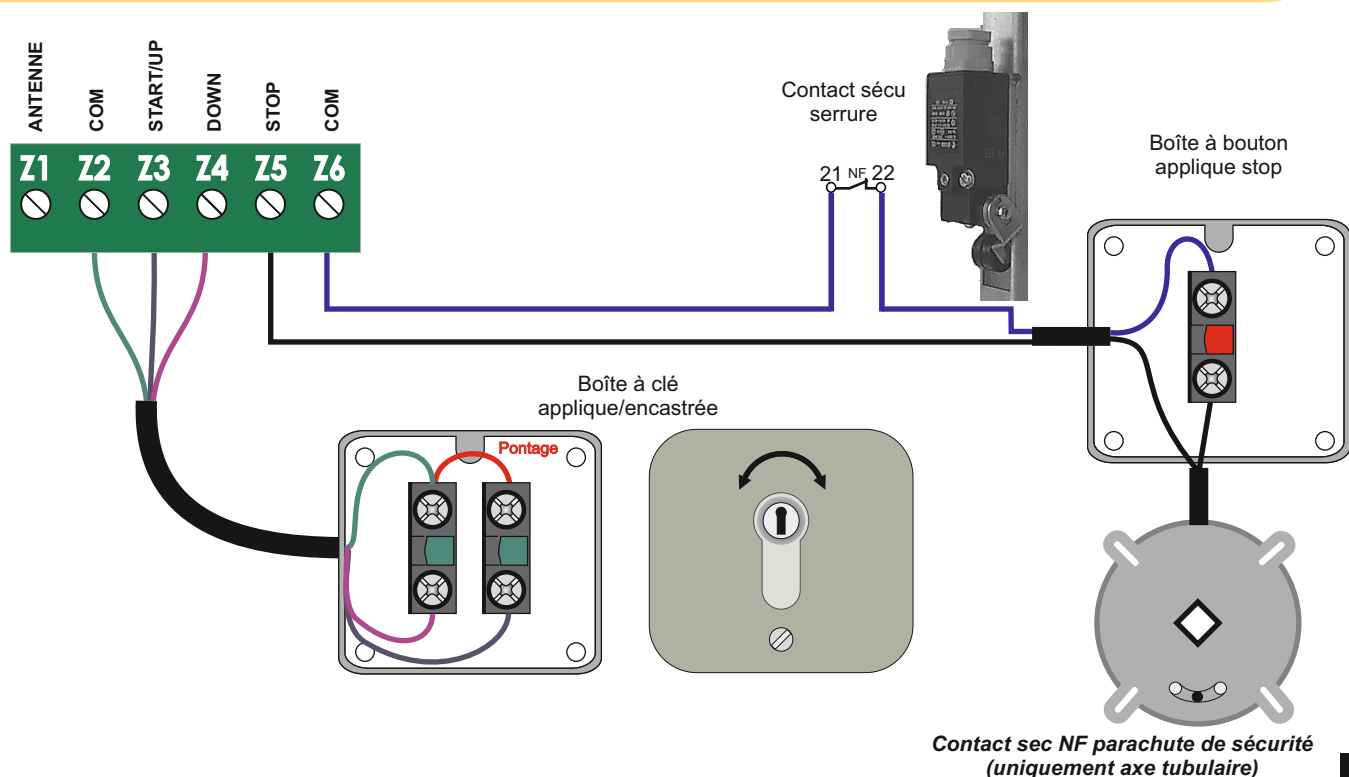 ANTENNE
COM
START/UP
DOWN
STOP
COM
Z1 Z2 Z3 Z4 Z5 Z6
Contact sécu
serrure
21 NF 22
Boîte à bouton
applique stop
Boîte à clé
applique/encastrée
Pontage
Contact sec NF parachute de sécurité
(uniquement axe tubulaire)